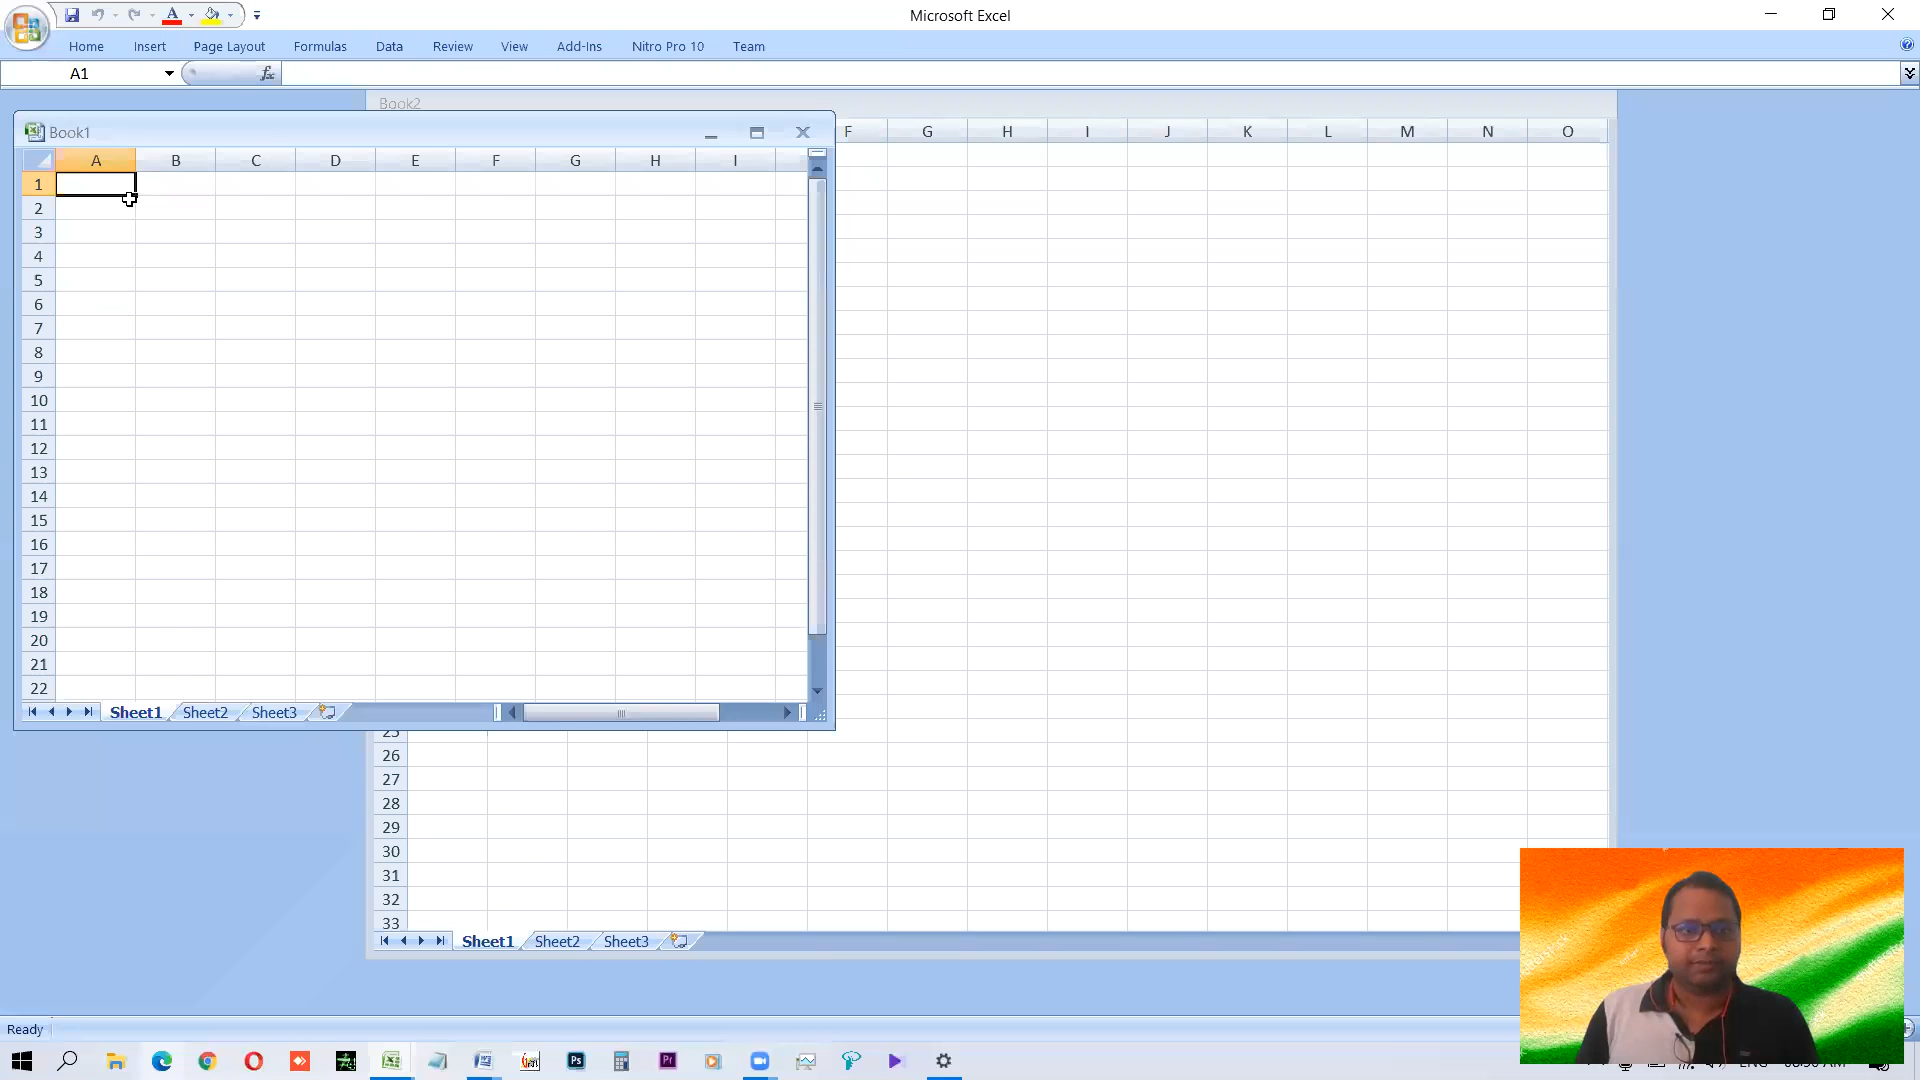 Microsoft Excel
Home Insert Page Layout Formulas Data Review View Add-Ins Nitro Pro 10 Team
A1 fx
Book2
F G H I J K L M N O
Book1
A B C D E F G H I
1
2
3
4
5
6
7
8
9
10
11
12
13
14
15
16
17
18
19
20
21
22
Sheet1 Sheet2 Sheet3
25
26
27
28
29
30
31
32
33
Sheet1 Sheet2 Sheet3
Ready
Ps Pr